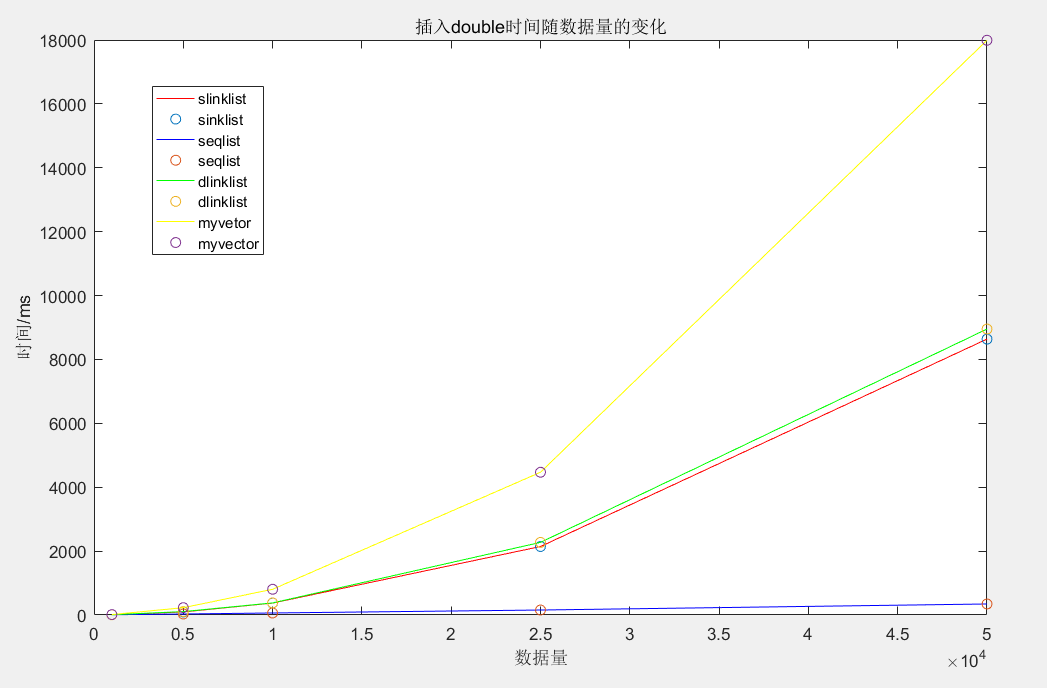 插入double时间随数据量的变化
18000
16000
14000
12000
10000
8000
6000
4000
2000
0
时间/ms
slinklist
sinklist
seqlist
seqlist
dlinklist
dlinklist
myvetor
myvector
0 0.5 1 1.5 2 2.5 3 3.5 4 4.5 5
数据量
×10⁴